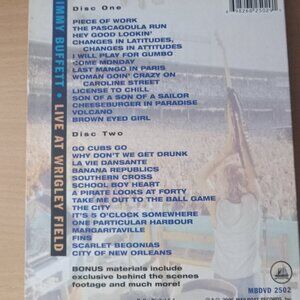 JIMMY BUFFETT • LIVE AT WRIGLEY FIELD
Disc One
PIECE OF WORK
THE PASCAGOULA RUN
HEY GOOD LOOKIN'
CHANGES IN LATITUDES,
CHANGES IN ATTITUDES
I WILL PLAY FOR GUMBO
COME MONDAY
LAST MANGO IN PARIS
WOMAN GOIN' CRAZY ON
CAROLINE STREET
LICENSE TO CHILL
SON OF A SON OF A SAILOR
CHEESEBURGER IN PARADISE
VOLCANO
BROWN EYED GIRL
Disc Two
GO CUBS GO
WHY DON'T WE GET DRUNK
LA VIE DANSANTE
BANANA REPUBLICS
SOUTHERN CROSS
SCHOOL BOY HEART
A PIRATE LOOKS AT FORTY
TAKE ME OUT TO THE BALL GAME
THE CITY
IT'S 5 O'CLOCK SOMEWHERE
ONE PARTICULAR HARBOUR
MARGARITAVILLE
FINS
SCARLET BEGONIAS
CITY OF NEW ORLEANS
BONUS materials include
exclusive behind the scenes
footage and much more!
MBDVD 2502